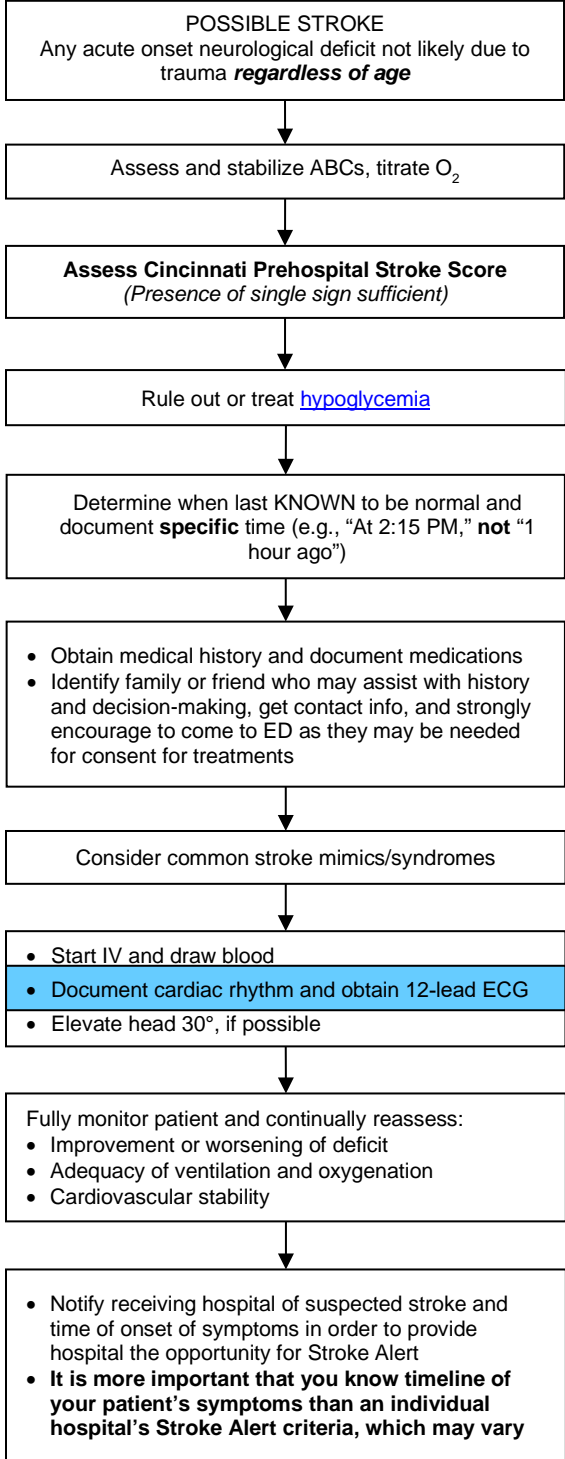 POSSIBLE STROKE
Any acute onset neurological deficit not likely due to
trauma regardless of age
Assess and stabilize ABCs, titrate O2
Assess Cincinnati Prehospital Stroke Score
(Presence of single sign sufficient)
Rule out or treat hypoglycemia
Determine when last KNOWN to be normal and
document specific time (e.g., “At 2:15 PM,” not “1
hour ago”)
• Obtain medical history and document medications
• Identify family or friend who may assist with history
and decision-making, get contact info, and strongly
encourage to come to ED as they may be needed
for consent for treatments
Consider common stroke mimics/syndromes
• Start IV and draw blood
• Document cardiac rhythm and obtain 12-lead ECG
• Elevate head 30°, if possible
Fully monitor patient and continually reassess:
• Improvement or worsening of deficit
• Adequacy of ventilation and oxygenation
• Cardiovascular stability
• Notify receiving hospital of suspected stroke and
time of onset of symptoms in order to provide
hospital the opportunity for Stroke Alert
• It is more important that you know timeline of
your patient’s symptoms than an individual
hospital’s Stroke Alert criteria, which may vary